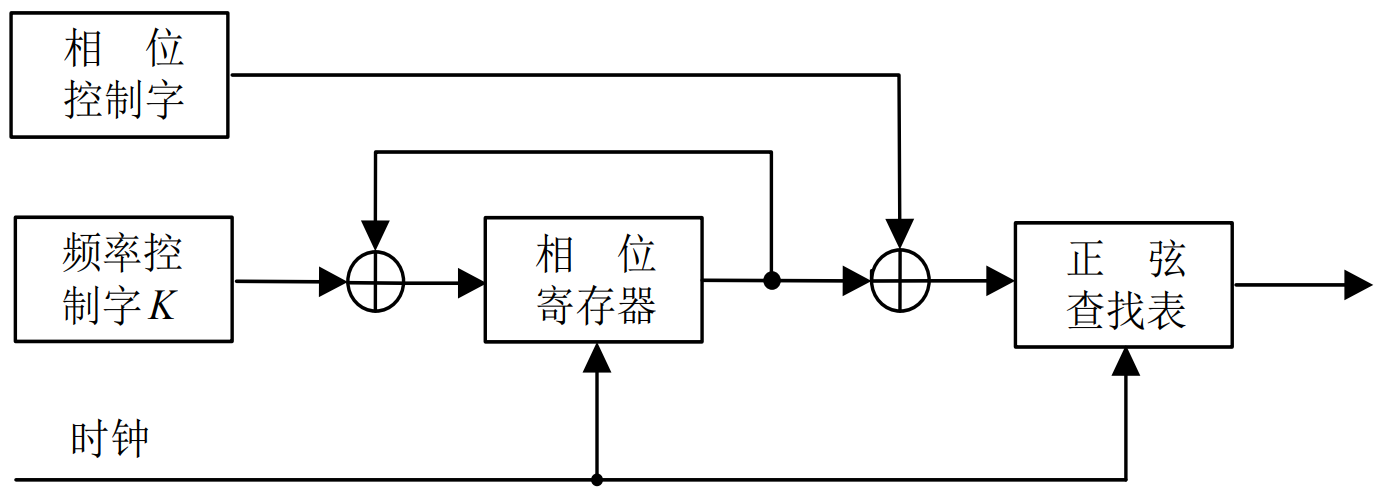 相 位
控制字
频率控
制字K
相 位
寄存器
正 弦
查找表
时钟